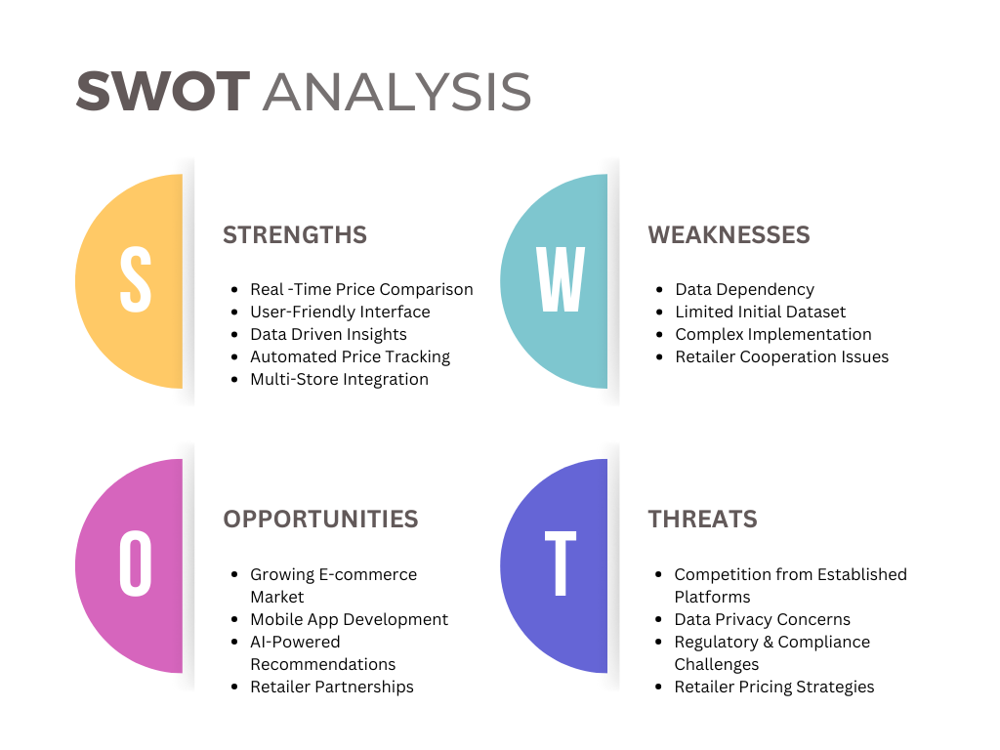 SWOT ANALYSIS
S
STRENGTHS
• Real -Time Price Comparison
• User-Friendly Interface
• Data Driven Insights
• Automated Price Tracking
• Multi-Store Integration
W
WEAKNESSES
• Data Dependency
• Limited Initial Dataset
• Complex Implementation
• Retailer Cooperation Issues
O
OPPORTUNITIES
• Growing E-commerce
Market
• Mobile App Development
• AI-Powered
Recommendations
• Retailer Partnerships
T
THREATS
• Competition from Established
Platforms
• Data Privacy Concerns
• Regulatory & Compliance
Challenges
• Retailer Pricing Strategies